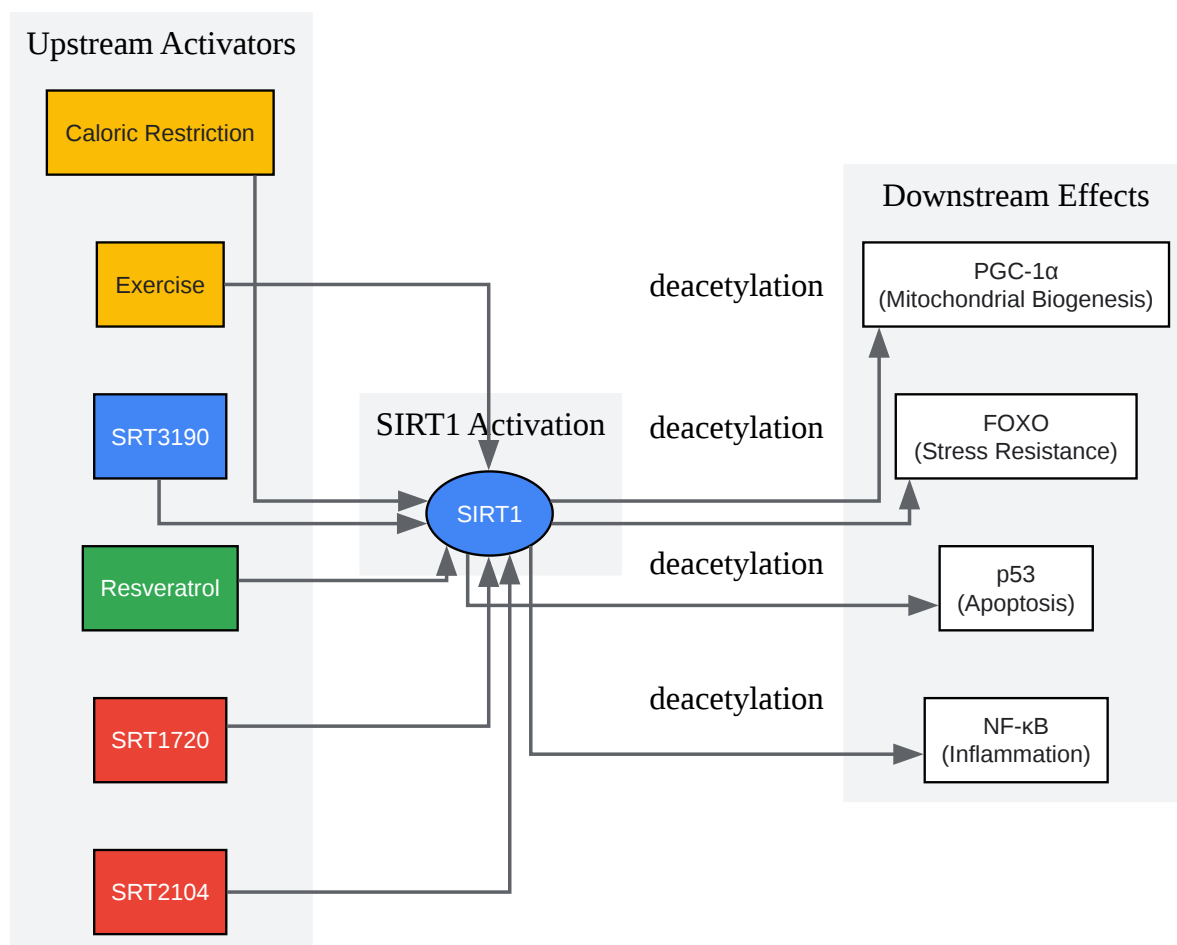 Upstream Activators
Caloric Restriction
Exercise
SRT3190
Resveratrol
SRT1720
SRT2104
SIRT1 Activation
SIRT1
deacetylation
deacetylation
deacetylation
deacetylation
Downstream Effects
PGC-1α
(Mitochondrial Biogenesis)
FOXO
(Stress Resistance)
p53
(Apoptosis)
NF-κB
(Inflammation)